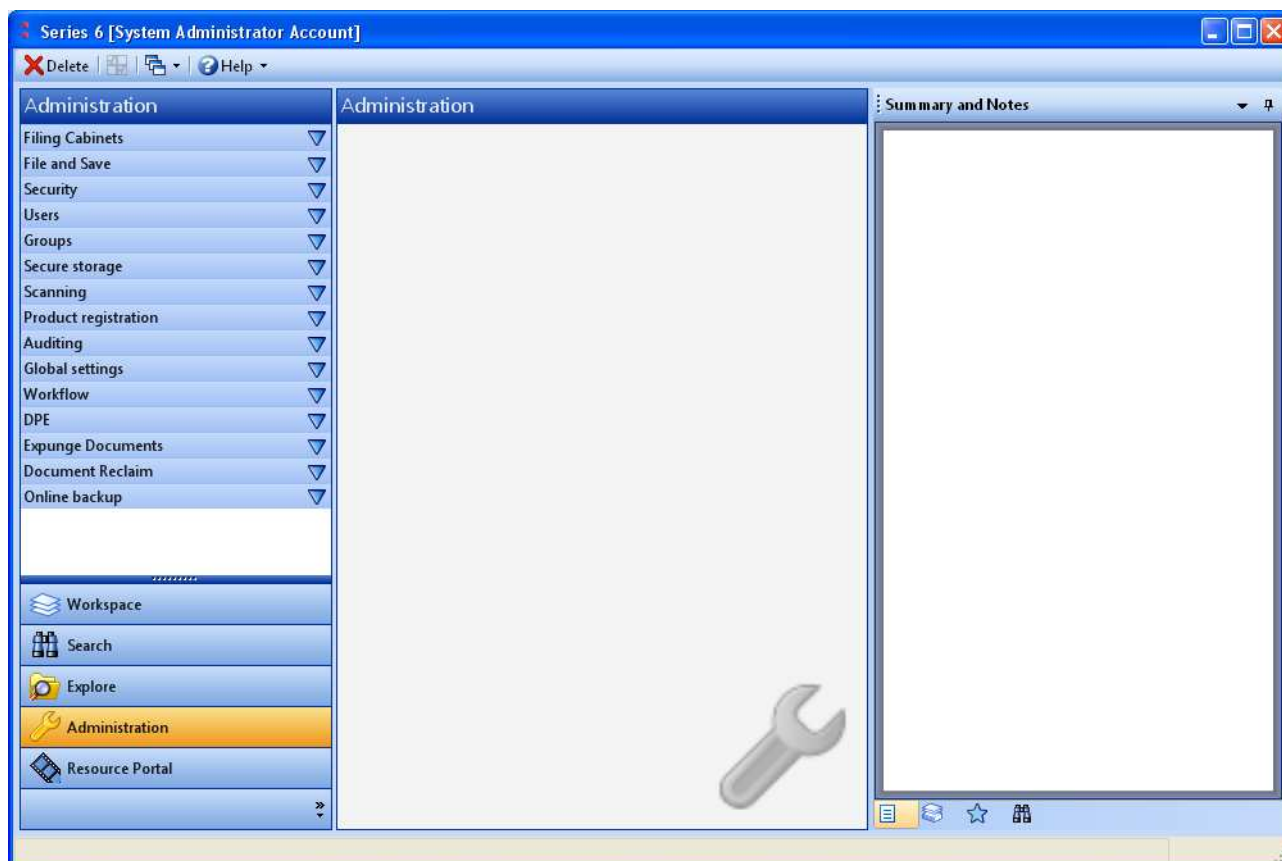 Series 6 [System Administrator Account]
Delete Help
Administration
Filing Cabinets
File and Save
Security
Users
Groups
Secure storage
Scanning
Product registration
Auditing
Global settings
Workflow
DPE
Expunge Documents
Document Reclaim
Online backup
Workspace
Search
Explore
Administration
Resource Portal
Administration
Summary and Notes